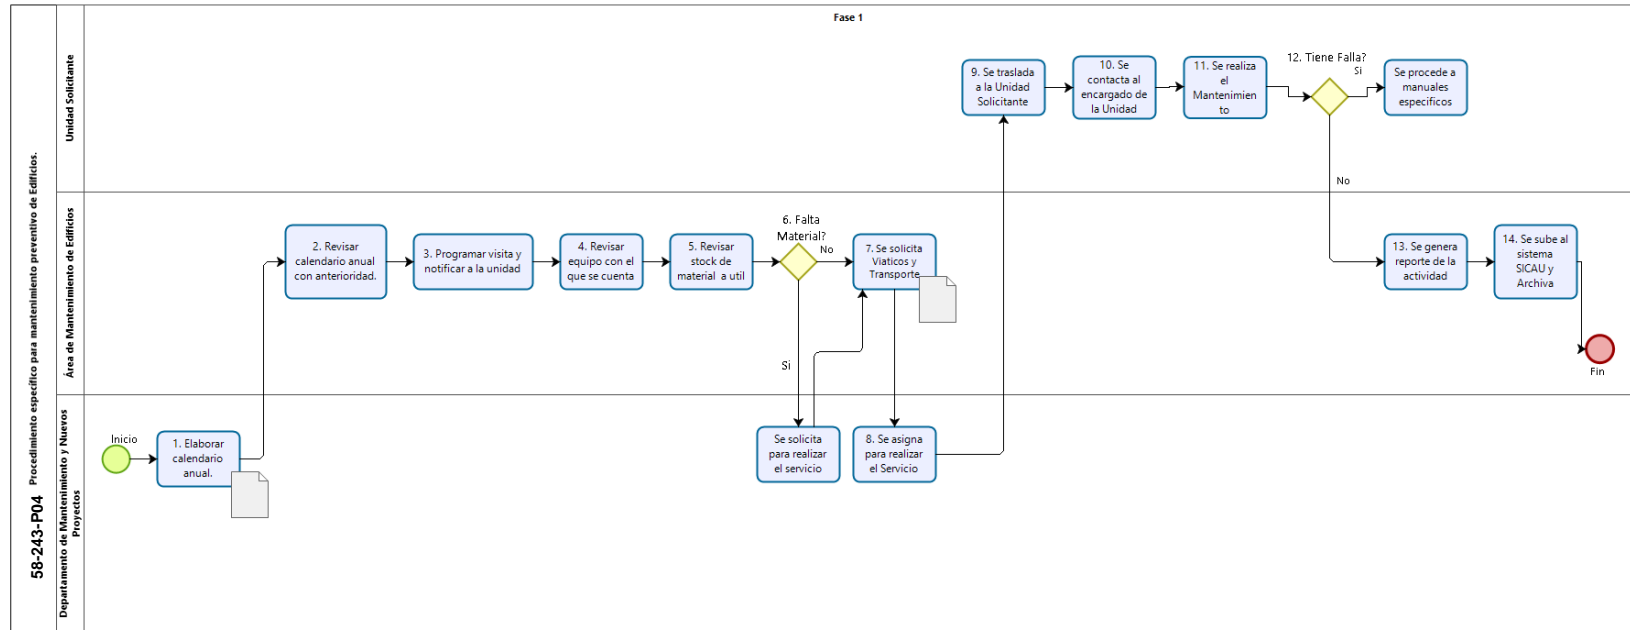 Fase 1
58-243-P04 Procedimiento específico para mantenimiento preventivo de Edificios.
Unidad Solicitante
9. Se traslada
a la Unidad
Solicitante
10. Se
contacta al
encargado de
la Unidad
11. Se realiza
el
Mantenimien
to
12. Tiene Falla?
Si
No
Se procede a
manuales
especificos
Área de Mantenimiento de Edificios
2. Revisar
calendario anual
con anterioridad.
3. Programar visita y
notificar a la unidad
4. Revisar
equipo con el
que se cuenta
5. Revisar
stock de
material a util
6. Falta
Material?
No
Si
7. Se solicita
Viaticos y
Transporte
13. Se genera
reporte de la
actividad
14. Se sube al
sistema
SICAU y
Archiva
Fin
Departamento de Mantenimiento y Nuevos
Proyectos
Inicio
1. Elaborar
calendario
anual.
Se solicita
para realizar
el servicio
8. Se asigna
para realizar
el Servicio